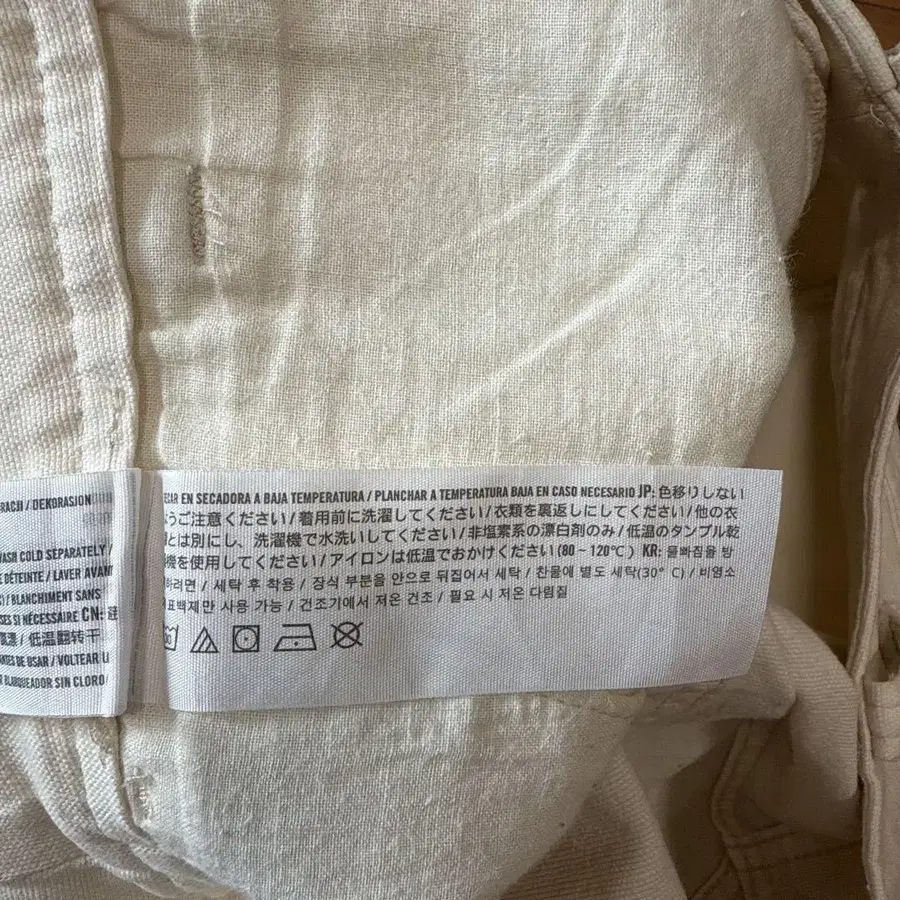 / DEKORASJON
WASH COLD SEPARATELY /
DÉTEINTE / LAVER AVANT
/ BLANCHIMENT SANS
SI NÉCESSAIRE CN:
低温翻转干
ANTES DE USAR / VOLTEAR
BLANQUEADOR SIN CLORO/
EN SECADORA A BAJA TEMPERATURA / PLANCHAR A TEMPERATURA BAJA EN CASO NECESARIO JP: 色移りしない
うご注意ください / 着用前に洗濯してください / 衣類を裏返しにしてください / 他の衣
とは別にし、洗濯機で水洗いしてください / 非塩素系の漂白剤のみ / 低温のタンブル乾
機を使用してください / アイロンは低温でおかけください (80~120℃) KR: 물빠짐을 방
하려면 / 세탁 후 착용 / 장식 부분을 안으로 뒤집어서 세탁 / 찬물에 별도 세탁(30° C) / 비염소
표백제만 사용 가능 / 건조기에서 저온 건조 / 필요 시 저온 다림질